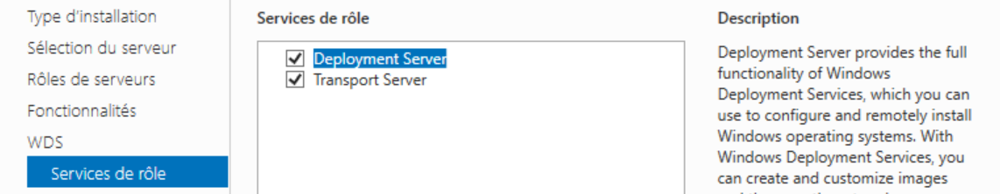 Type d'installation
Sélection du serveur
Rôles de serveurs
Fonctionnalités
WDS
Services de rôle
Services de rôle
Deployment Server
Transport Server
Description
Deployment Server provides the full
functionality of Windows
Deployment Services, which you can
use to configure and remotely install
Windows operating systems. With
Windows Deployment Services, you
can create and customize images